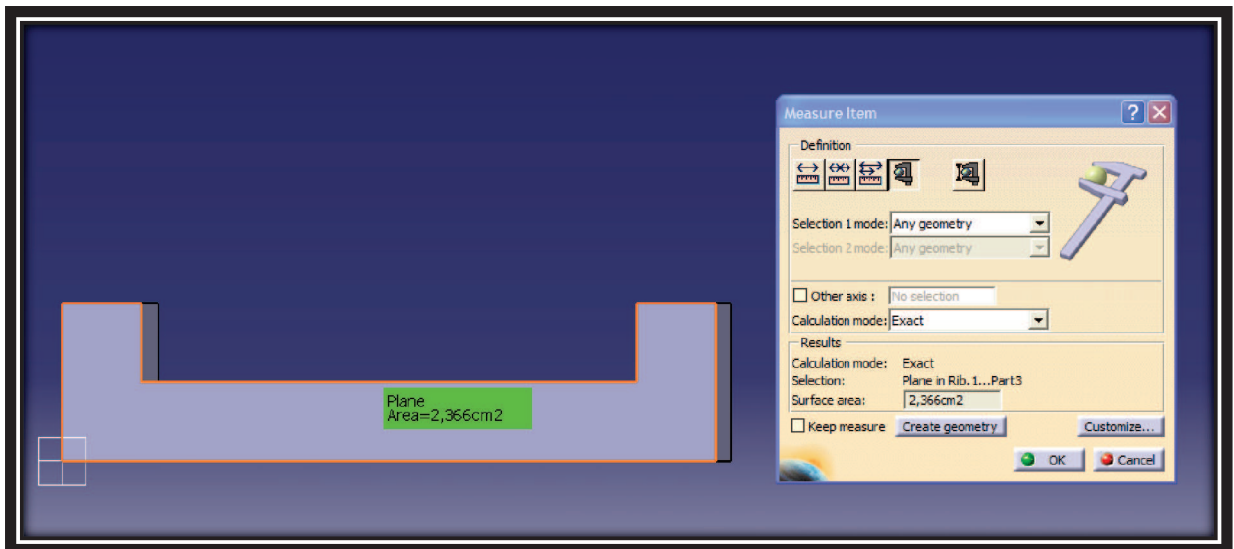 Plane
Area=2,366cm2
Measure Item
?
Definition
Selection 1 mode: Any geometry
Selection 2 mode: Any geometry
Other axis : No selection
Calculation mode: Exact
Results
Calculation mode: Exact
Selection: Plane in Rib.1...Part3
Surface area: 2,366cm2
Keep measure Create geometry Customize...
OK Cancel